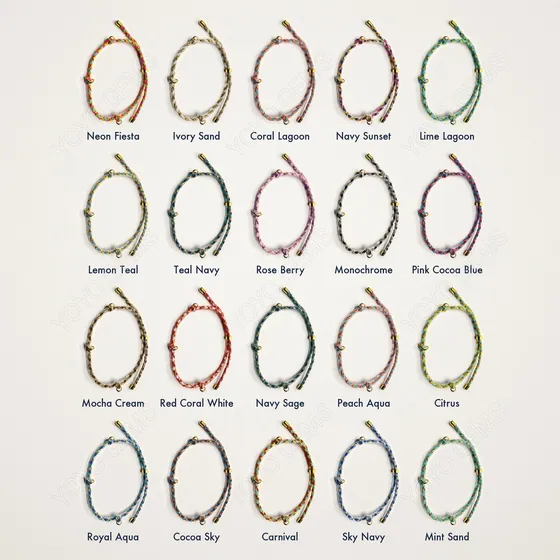 Neon Fiesta
Ivory Sand
Coral Lagoon
Navy Sunset
Lime Lagoon
Lemon Teal
Teal Navy
Rose Berry
Monochrome
Pink Cocoa Blue
Mocha Cream
Red Coral White
Navy Sage
Peach Aqua
Citrus
Royal Aqua
Cocoa Sky
Carnival
Sky Navy
Mint Sand